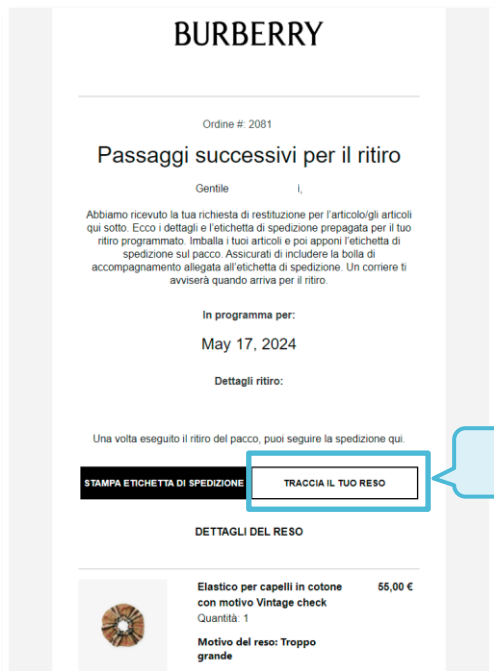 BURBERRY
Ordine #: 2081
Passaggi successivi per il ritiro
Gentile i,
Abbiamo ricevuto la tua richiesta di restituzione per l'articolo/gli articoli
qui sotto. Ecco i dettagli e l'etichetta di spedizione prepagata per il tuo
ritiro programmato. Imballa i tuoi articoli e poi apponi l'etichetta di
spedizione sul pacco. Assicurati di includere la bolla di
accompagnamento allegata all'etichetta di spedizione. Un corriere ti
avviserà quando arriva per il ritiro.
In programma per:
May 17, 2024
Dettagli ritiro:
Una volta eseguito il ritiro del pacco, puoi seguire la spedizione qui.
STAMPA ETICHETTA DI SPEDIZIONE
TRACCIA IL TUO RESO
DETTAGLI DEL RESO
Elastico per capelli in cotone 55,00 €
con motivo Vintage check
Quantità: 1
Motivo del reso: Troppo
grande